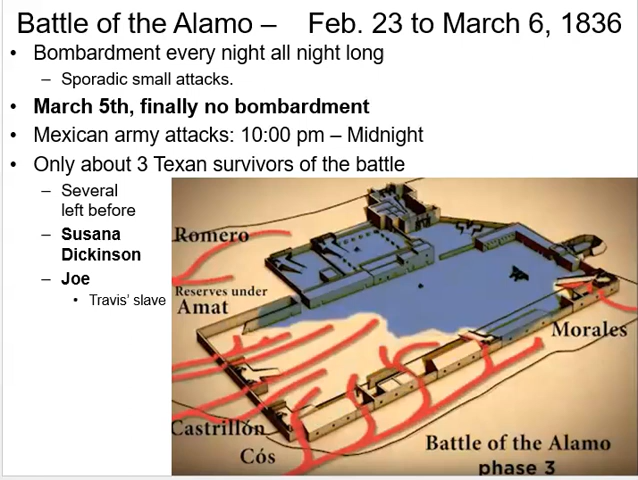 Battle of the Alamo – Feb. 23 to March 6, 1836
• Bombardment every night all night long
– Sporadic small attacks.
• March 5th, finally no bombardment
• Mexican army attacks: 10:00 pm – Midnight
• Only about 3 Texan survivors of the battle
– Several
left before
– Susana
Dickinson
– Joe
• Travis' slave
Romero
Reserves under
Amat
Morales
Castrillón
Cós
Battle of the Alamo
phase 3